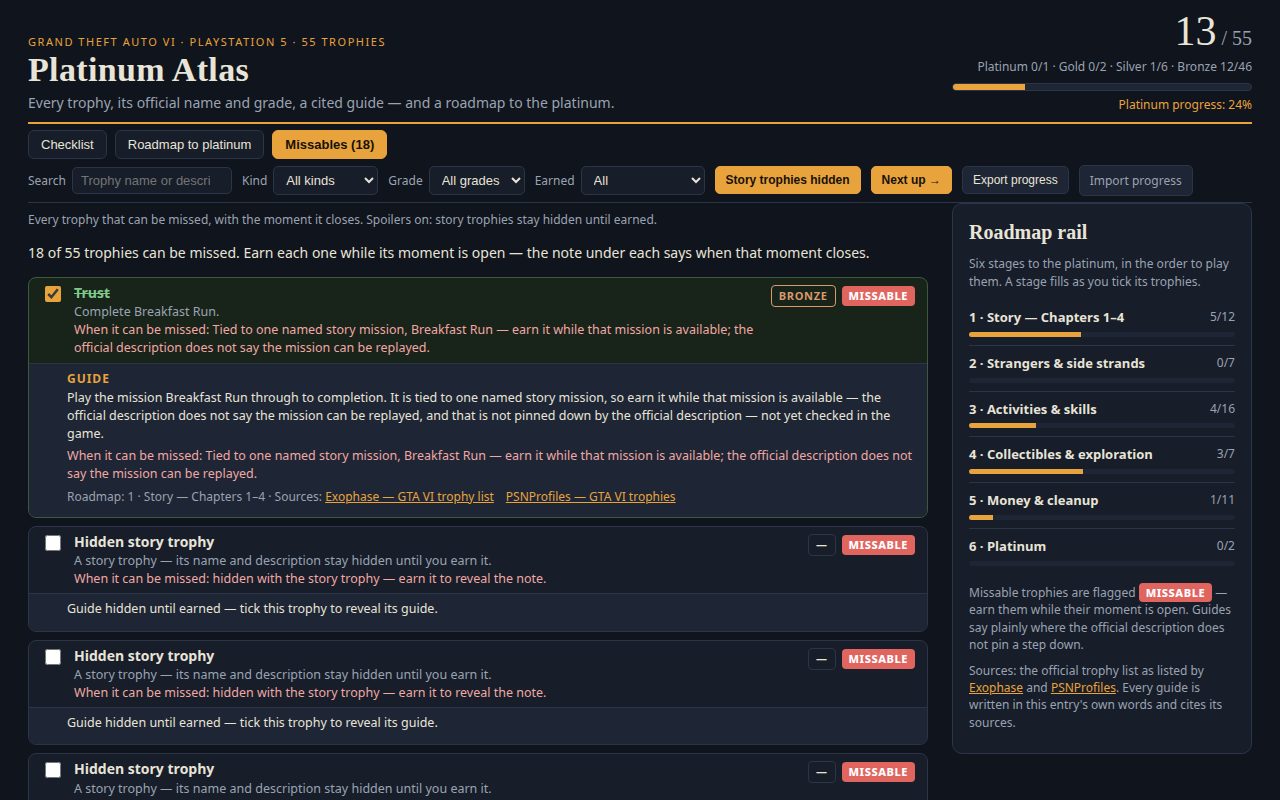 GRAND THEFT AUTO VI · PLAYSTATION 5 · 55 TROPHIES
Platinum Atlas
Every trophy, its official name and grade, a cited guide — and a roadmap to the platinum.
13 / 55
Platinum 0/1 · Gold 0/2 · Silver 1/6 · Bronze 12/46
Platinum progress: 24%
Checklist
Roadmap to platinum
Missables (18)
Search
Trophy name or descri
Kind
All kinds
Grade
All grades
Earned
All
Story trophies hidden
Next up →
Export progress
Import progress
Every trophy that can be missed, with the moment it closes. Spoilers on: story trophies stay hidden until earned.
18 of 55 trophies can be missed. Earn each one while its moment is open — the note under each says when that moment closes.
Trust
BRONZE
MISSABLE
Complete Breakfast Run.
When it can be missed: Tied to one named story mission, Breakfast Run — earn it while that mission is available; the
official description does not say the mission can be replayed.
GUIDE
Play the mission Breakfast Run through to completion. It is tied to one named story mission, so earn it while that mission is available — the
official description does not say the mission can be replayed, and that is not pinned down by the official description — not yet checked in the
game.
When it can be missed: Tied to one named story mission, Breakfast Run — earn it while that mission is available; the official description does not
say the mission can be replayed.
Roadmap: 1 · Story — Chapters 1–4 · Sources: Exophase — GTA VI trophy list PSNProfiles — GTA VI trophies
Hidden story trophy
—
MISSABLE
A story trophy — its name and description stay hidden until you earn it.
When it can be missed: hidden with the story trophy — earn it to reveal the note.
Guide hidden until earned — tick this trophy to reveal its guide.
Hidden story trophy
—
MISSABLE
A story trophy — its name and description stay hidden until you earn it.
When it can be missed: hidden with the story trophy — earn it to reveal the note.
Guide hidden until earned — tick this trophy to reveal its guide.
Hidden story trophy
—
MISSABLE
A story trophy — its name and description stay hidden until you earn it.
Roadmap rail
Six stages to the platinum, in the order to play
them. A stage fills as you tick its trophies.
1 · Story — Chapters 1–4 5/12
2 · Strangers & side strands 0/7
3 · Activities & skills 4/16
4 · Collectibles & exploration 3/7
5 · Money & cleanup 1/11
6 · Platinum 0/2
Missable trophies are flagged MISSABLE —
earn them while their moment is open. Guides
say plainly where the official description does
not pin a step down.
Sources: the official trophy list as listed by
Exophase and PSNProfiles. Every guide is
written in this entry's own words and cites its
sources.